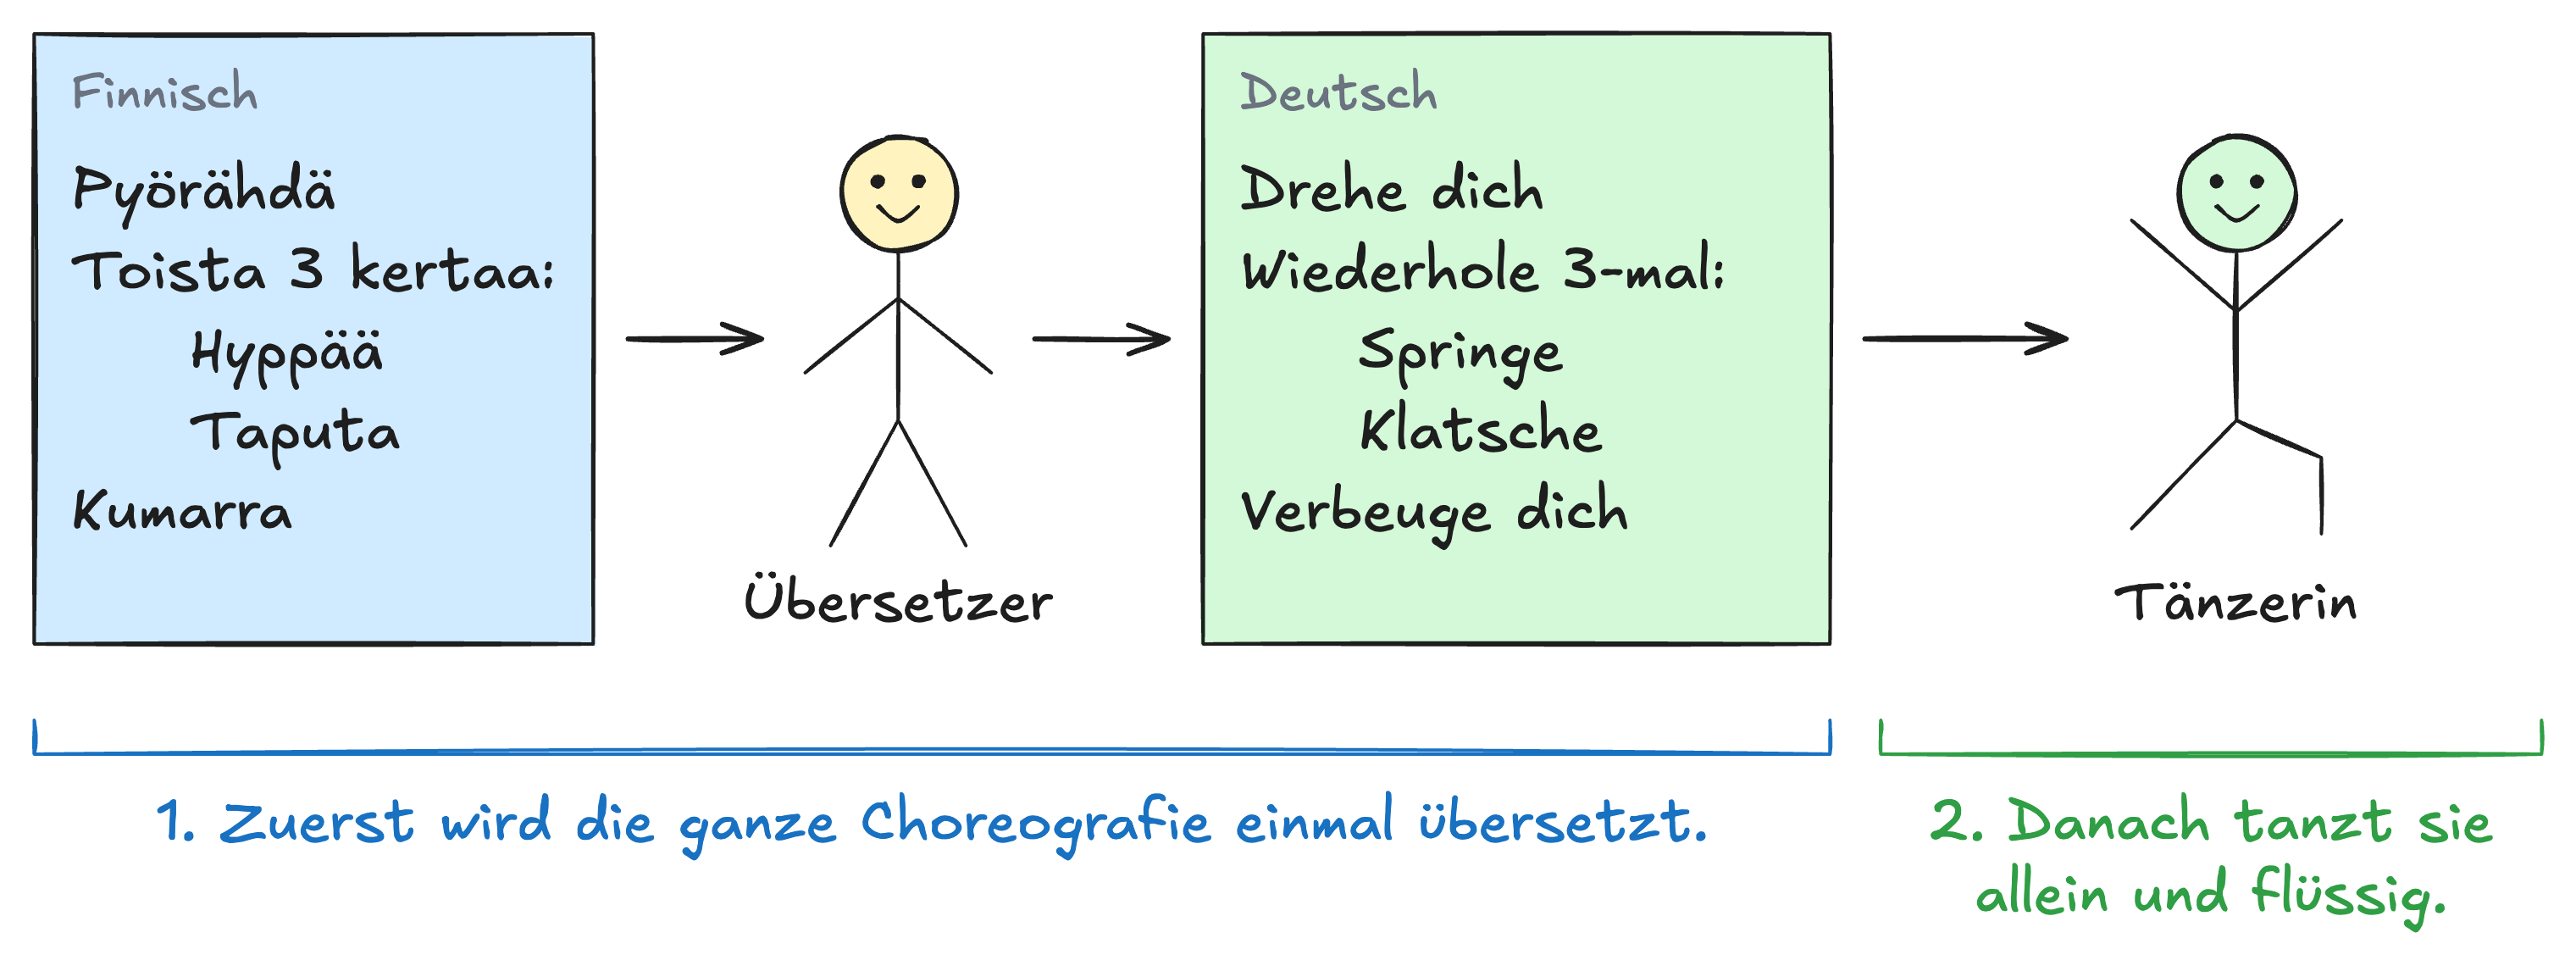 Finnisch
Pyörähdä
Toista 3 kertaa:
Hyppää
Taputa
Kumarra
Übersetzer
Deutsch
Drehe dich
Wiederhole 3-mal:
Springe
Klatsche
Verbeuge dich
Tänzerin
1. Zuerst wird die ganze Choreografie einmal übersetzt.
2. Danach tanzt sie
allein und flüssig.